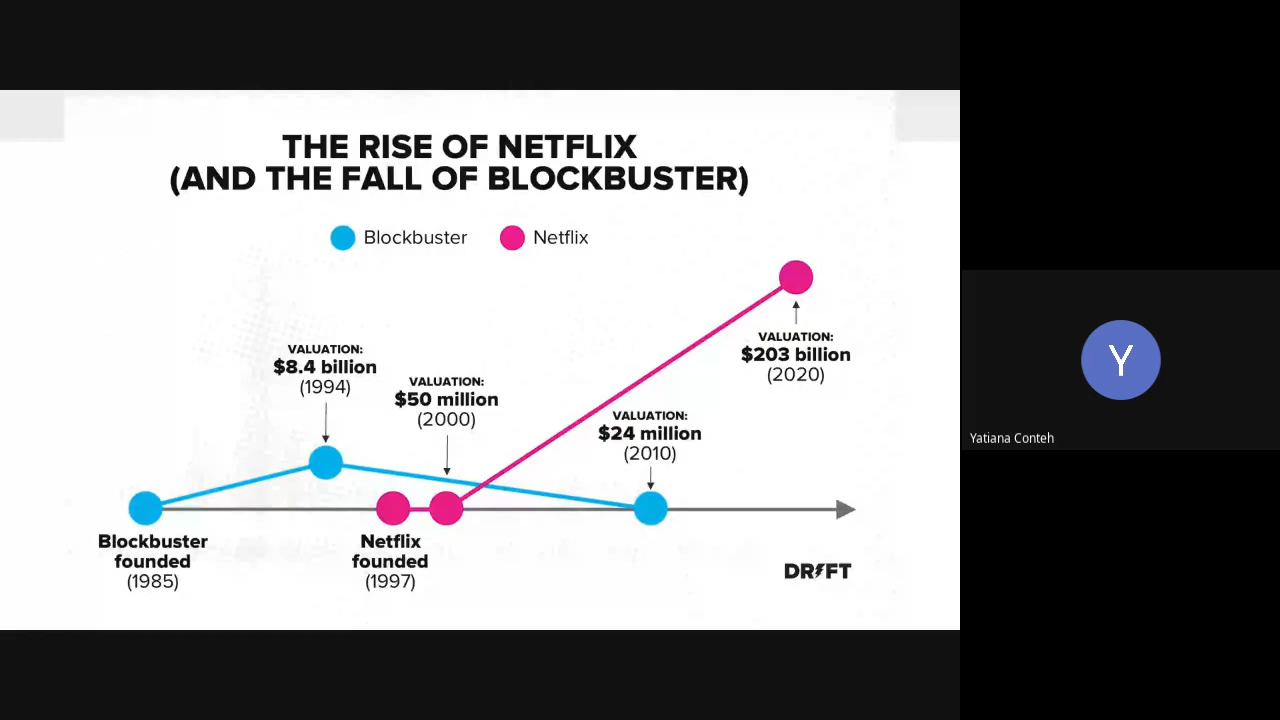 THE RISE OF NETFLIX
(AND THE FALL OF BLOCKBUSTER)
Blockbuster
Netflix
VALUATION:
$8.4 billion
(1994)
VALUATION:
$50 million
(2000)
VALUATION:
$24 million
(2010)
VALUATION:
$203 billion
(2020)
Blockbuster
founded
(1985)
Netflix
founded
(1997)
DRIFT
Y
Yatiana Conteh